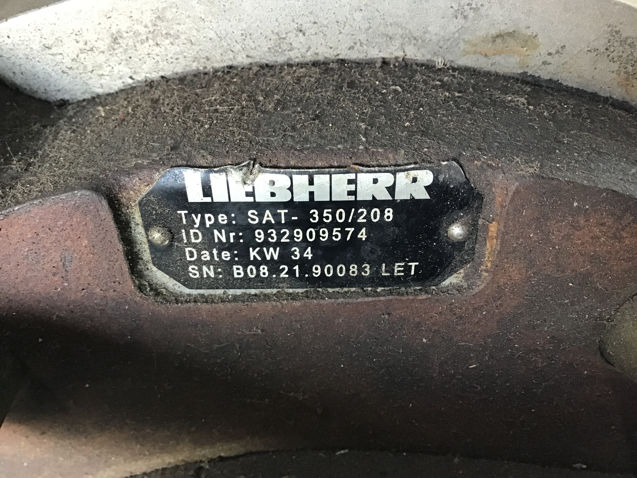 LIEBHERR
Type: SAT- 350/208
ID Nr: 932909574
Date: KW 34
SN: B08.21.90083 LET